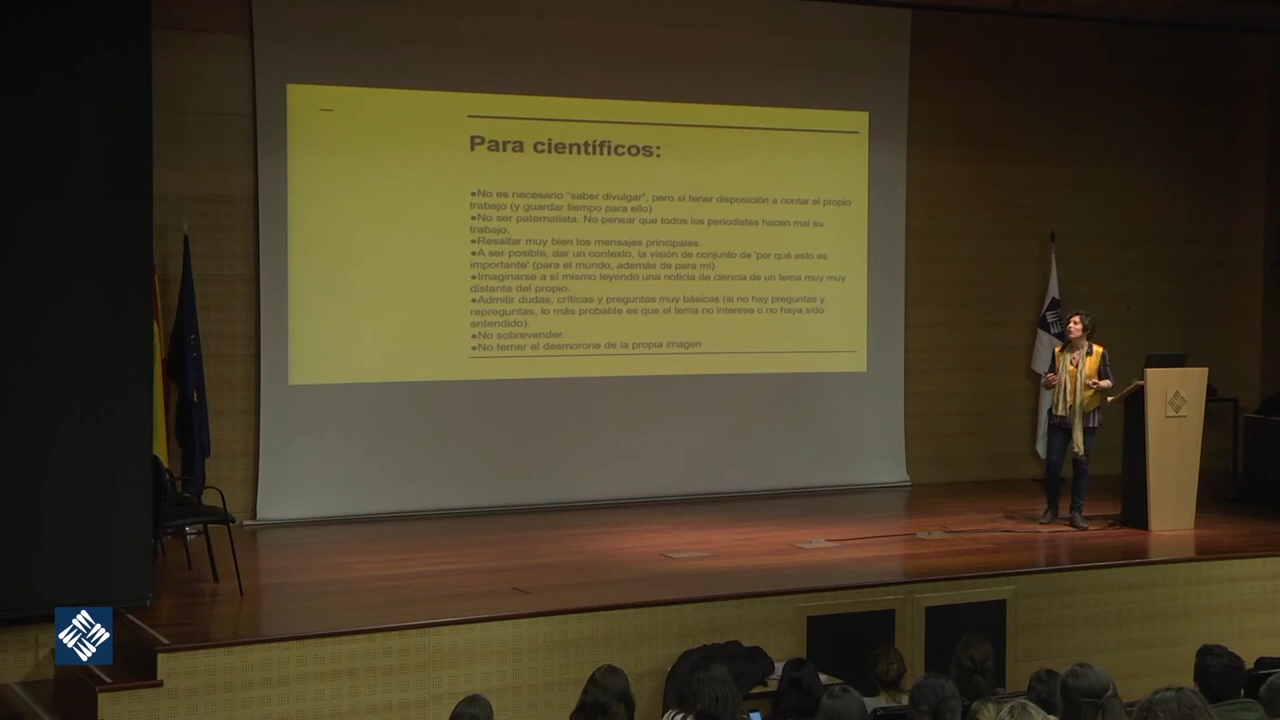 Para científicos:
●No es necesario "saber divulgar", pero sí tener disposición a contar el propio
trabajo (y guardar tiempo para ello)
●No ser paternalista. No pensar que todos los periodistas hacen mal su
trabajo.
●Resaltar muy bien los mensajes principales.
●A ser posible, dar un contexto, la visión de conjunto de 'por qué esto es
importante' (para el mundo, además de para mi)
●Imaginarse a sí mismo leyendo una noticia de ciencia de un tema muy muy
distante del propio.
●Admitir dudas, críticas y preguntas muy básicas (si no hay preguntas y
repreguntas, lo más probable es que el tema no interese o no haya sido
entendido).
●No sobrevender.
●No temer el desmorone de la propia imagen